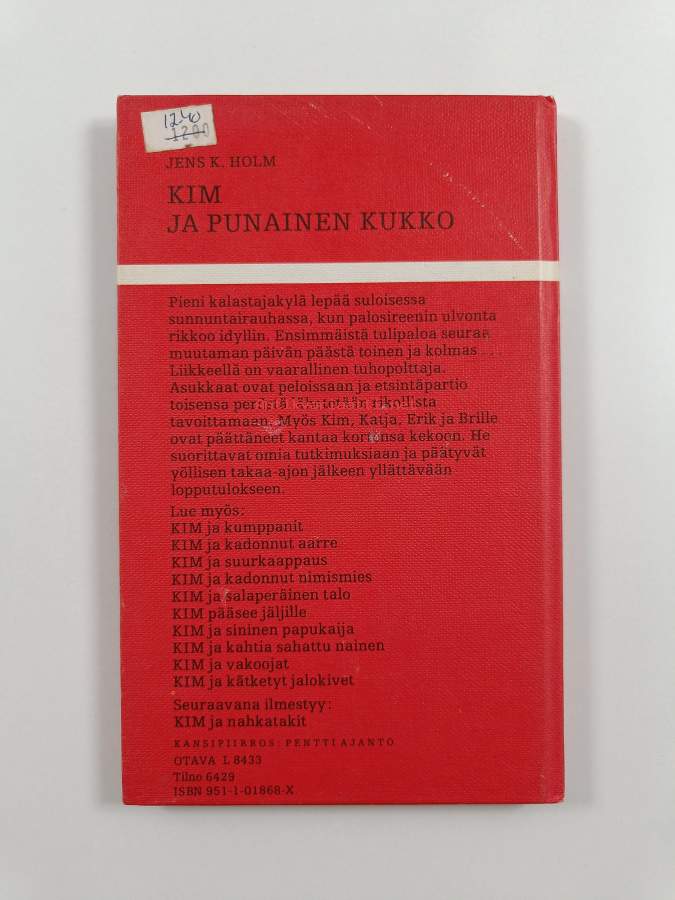 12.40
1200
JENS K. HOLM
KIM
JA PUNAINEN KUKKO
Pieni kalastajakylä lepää suloisessa
sunnuntairauhassa, kun palosireenin ulvonta
rikkoo idyllin. Ensimmäistä tulipaloa seuraa
muutaman päivän päästä toinen ja kolmas...
Liikkeellä on vaarallinen tuhopolttaja.
Asukkaat ovat peloissaan ja etsintäpartio
toisensa perästä lähetetään rikollista
tavoittamaan. Myös Kim, Katja, Erik ja Brille
ovat päättäneet kantaa kortensa kekoon. He
suorittavat omia tutkimuksiaan ja päätyvät
yöllisen takaa-ajon jälkeen yllättävään
lopputulokseen.
Lue myös:
KIM ja kumppanit
KIM ja kadonnut aarre
KIM ja suurkaappaus
KIM ja kadonnut nimismies
KIM ja salaperäinen talo
KIM pääsee jäljille
KIM ja sininen papukaija
KIM ja kahtia sahattu nainen
KIM ja vakoojat
KIM ja kätketyt jalokivet
Seuraavana ilmestyy:
KIM ja nahkatakit
KANSIPIIRROS: PENTTI AJANTO
OTAVA L 8433
Tilno 6429
ISBN 951-1-01868-X